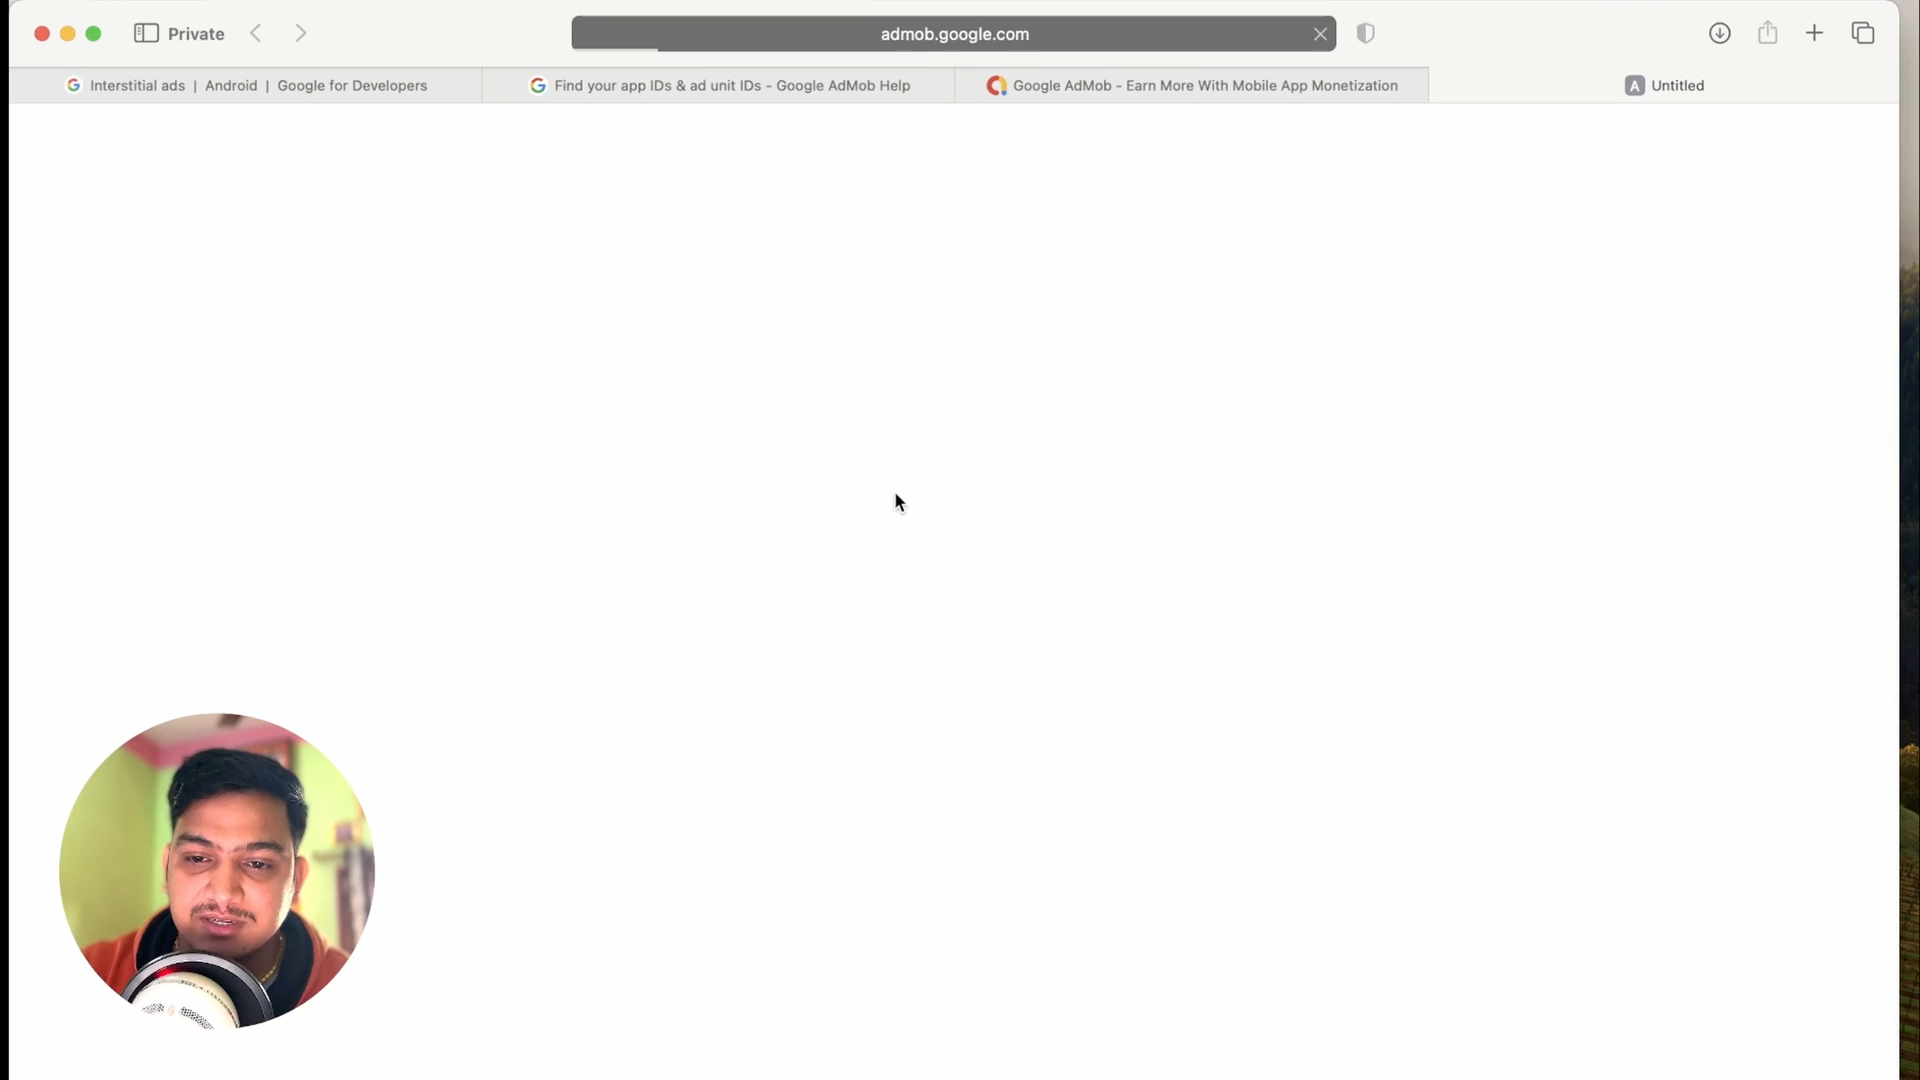 Private
admob.google.com
Interstitial ads | Android | Google for Developers
Find your app IDs & ad unit IDs - Google AdMob Help
Google AdMob - Earn More With Mobile App Monetization
A Untitled